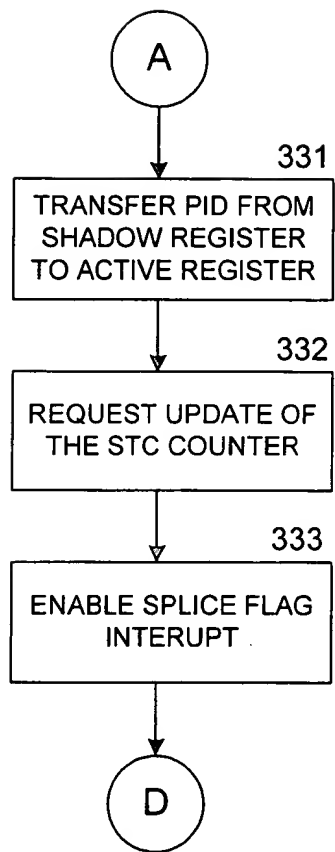 A
331
TRANSFER PID FROM
SHADOW REGISTER
TO ACTIVE REGISTER
332
REQUEST UPDATE OF
THE STC COUNTER
333
ENABLE SPLICE FLAG
INTERUPT
D